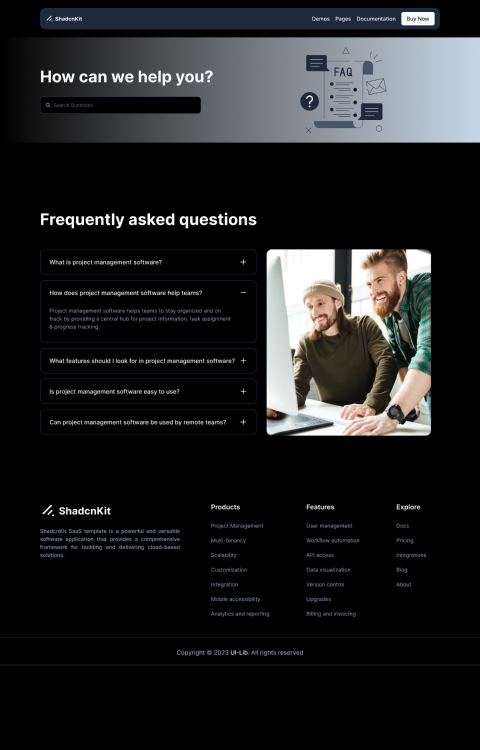 ShadcnKit
Demos Pages Documentation Buy Now
How can we help you?
Search Questions
FAQ
?
Frequently asked questions
What is project management software?
How does project management software help teams?
Project management software helps teams to stay organized and on
track by providing a central hub for project information, task assignment
& progress tracking.
What features should I look for in project management software?
Is project management software easy to use?
Can project management software be used by remote teams?
ShadcnKit
ShadcnKit SaaS template is a powerful and versatile
software application that provides a comprehensive
framework for building and delivering cloud-based
solutions.
Products
Project Management
Multi-tenancy
Scalability
Customization
Integration
Mobile accessibility
Analytics and reporting
Features
User management
Workflow automation
API access
Data visualization
Version control
Upgrades
Billing and invoicing
Explore
Docs
Pricing
Integrations
Blog
About
Copyright © 2023 UI-Lib. All rights reserved